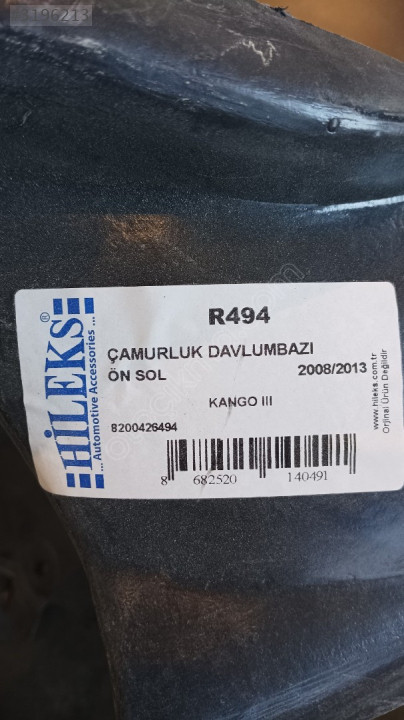 196213
R494
ÇAMURLUK DAVLUMBAZI
ÖN SOL 2008/2013
KANGO III
8200426494
8 682520 140491
HİLEKS®
... Automotive Accessories ...
www.hileks.com.tr
Orjinal Ürün Değildir